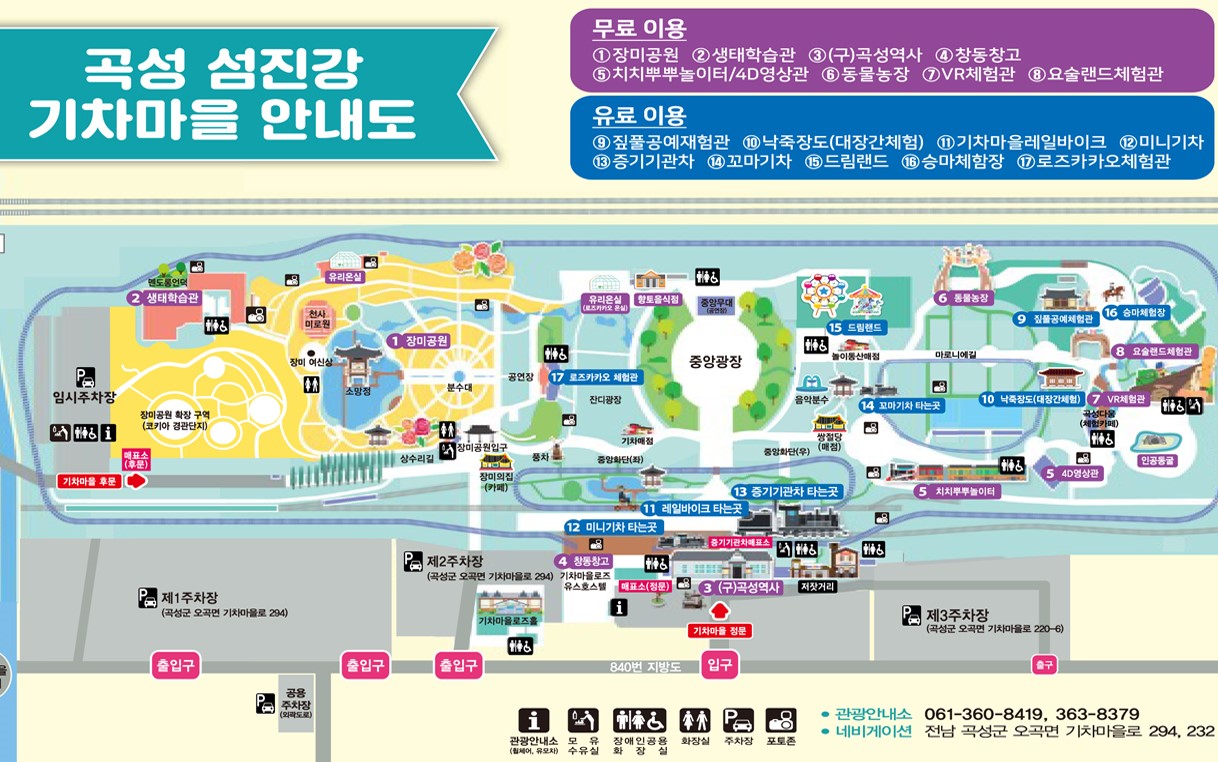 곡성 섬진강
기차마을 안내도
무료 이용
①장미공원 ②생태학습관 ③(구)곡성역사 ④창동창고
⑤치치뿌뿌놀이터/4D영상관 ⑥동물농장 ⑦VR체험관 ⑧요술랜드체험관
유료 이용
⑨짚풀공예재험관 ⑩낙죽장도(대장간체험) ⑪기차마을레일바이크 ⑫미니기차
⑬증기기관차 ⑭꼬마기차 ⑮드림랜드 ⑯승마체함장 ⑰로즈카카오체험관
멘도롱언덕
2 생태학습관
유리온실
천사
미로원
1 장미공원
장미 여신상
소망정
분수대
임시주차장
장미공원 확장 구역
(코키아 경관단지)
매표소
(후문)
기차마을 후문
상수리길
장미공원입구
장미의집
(카페)
유리온실
(로즈카카오 온실)
향토음식점
중앙무대
(공연장)
중앙광장
공연장
17 로즈카카오 체험관
잔디광장
풍차
기차매점
중앙화단(좌)
중앙화단(우)
15 드림랜드
놀이동산매점
음악분수
14 꼬마기차 타는곳
쌍절당
(매점)
마로니에길
6 동물농장
9 짚풀공예체험관
16 승마체험장
8 요술랜드체험관
10 낙죽장도(대장간체험)
7 VR체험관
곡성다움
(체험카페)
인공동굴
5 4D영상관
5 치치뿌뿌놀이터
13 증기기관차 타는곳
11 레일바이크 타는곳
12 미니기차 타는곳
증기기관차매표소
4 창동창고
기차마을로즈
유스호스텔
매표소(정문)
3 (구)곡성역사
저잣거리
기차마을 정문
기차마을로즈홀
제1주차장
(곡성군 오곡면 기차마을로 294)
제2주차장
(곡성군 오곡면 기차마을로 294)
제3주차장
(곡성군 오곡면 기차마을로 220-6)
출입구
출입구
출입구
840번 지방도
입구
출구
공용
주차장
(외곽도로)
관광안내소
(휠체어, 유모차)
모 유
수유실
장애인공용
화 장 실
화장실
주차장
포토존
• 관광안내소 061-360-8419, 363-8379
• 네비게이션 전남 곡성군 오곡면 기차마을로 294, 232